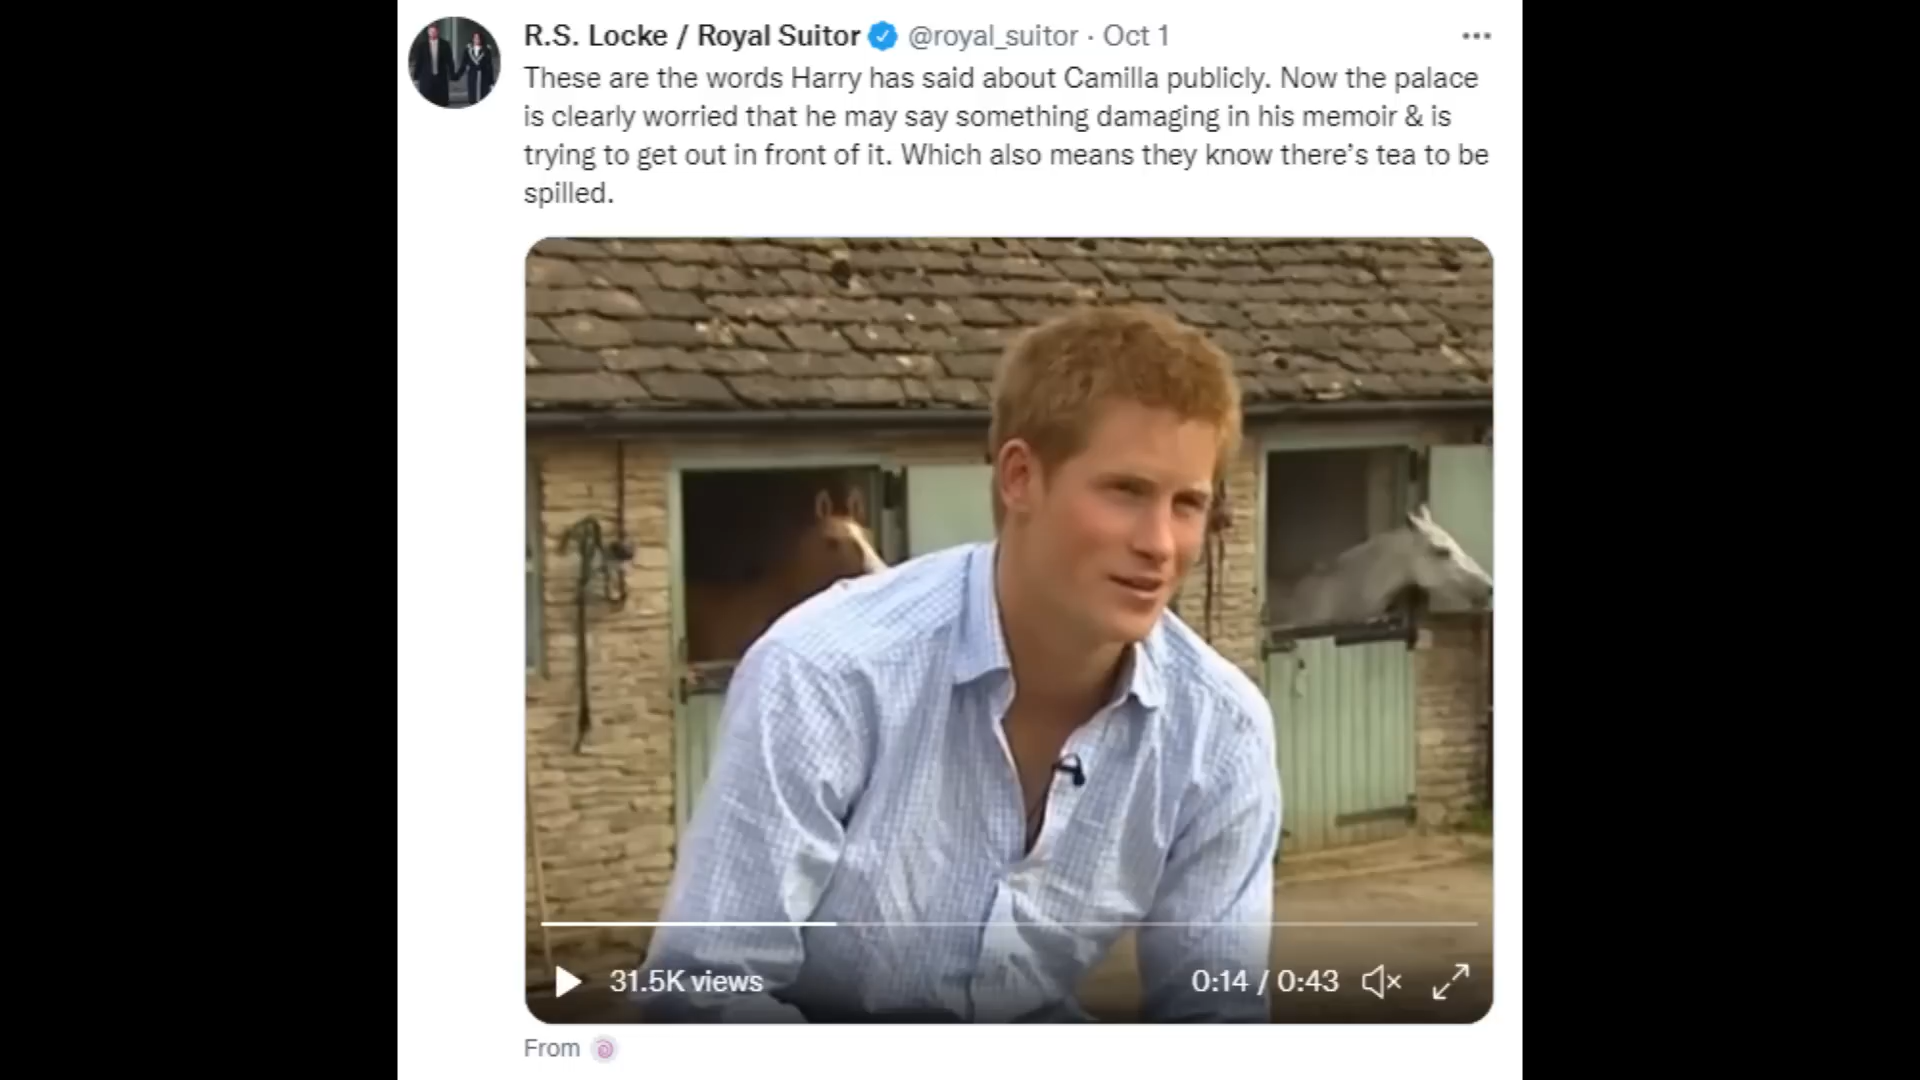 R.S. Locke / Royal Suitor @royal_suitor · Oct 1
These are the words Harry has said about Camilla publicly. Now the palace
is clearly worried that he may say something damaging in his memoir & is
trying to get out in front of it. Which also means they know there's tea to be
spilled.
31.5K views
0:14 / 0:43
From